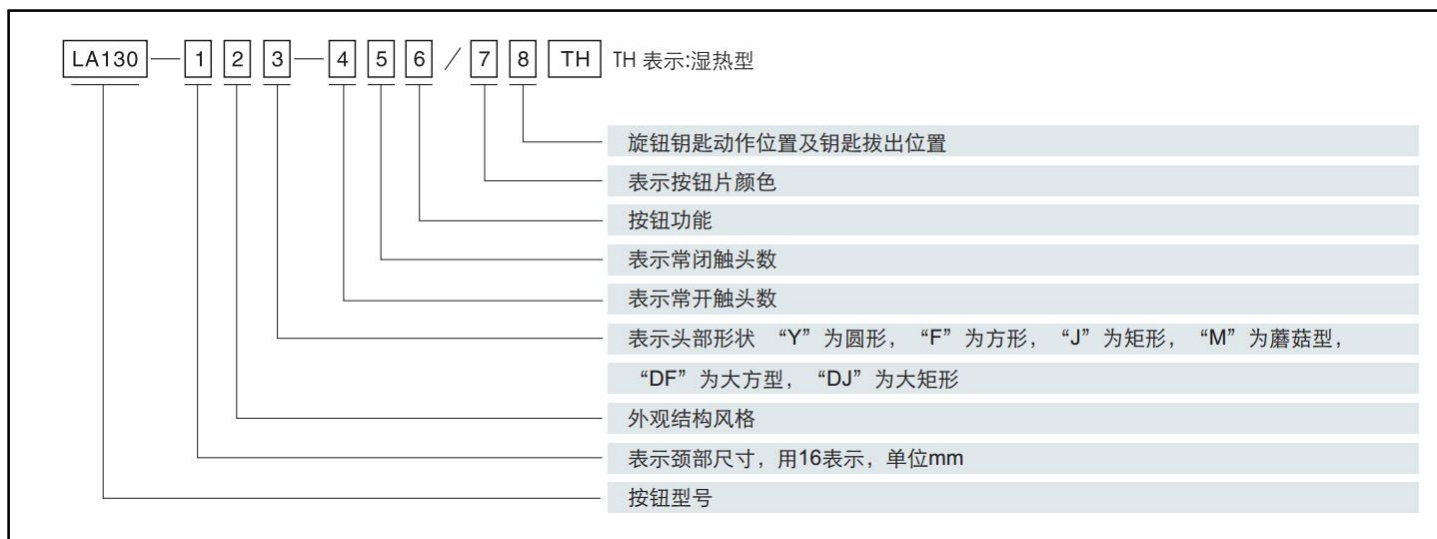 LA130—1 2 3—4 5 6 / 7 8 TH TH 表示:湿热型
旋钮钥匙动作位置及钥匙拔出位置
表示按钮片颜色
按钮功能
表示常闭触头数
表示常开触头数
表示头部形状 “Y”为圆形， “F”为方形， “J”为矩形， “M”为蘑菇型，
“DF”为大方型， “DJ”为大矩形
外观结构风格
表示颈部尺寸，用16表示，单位mm
按钮型号